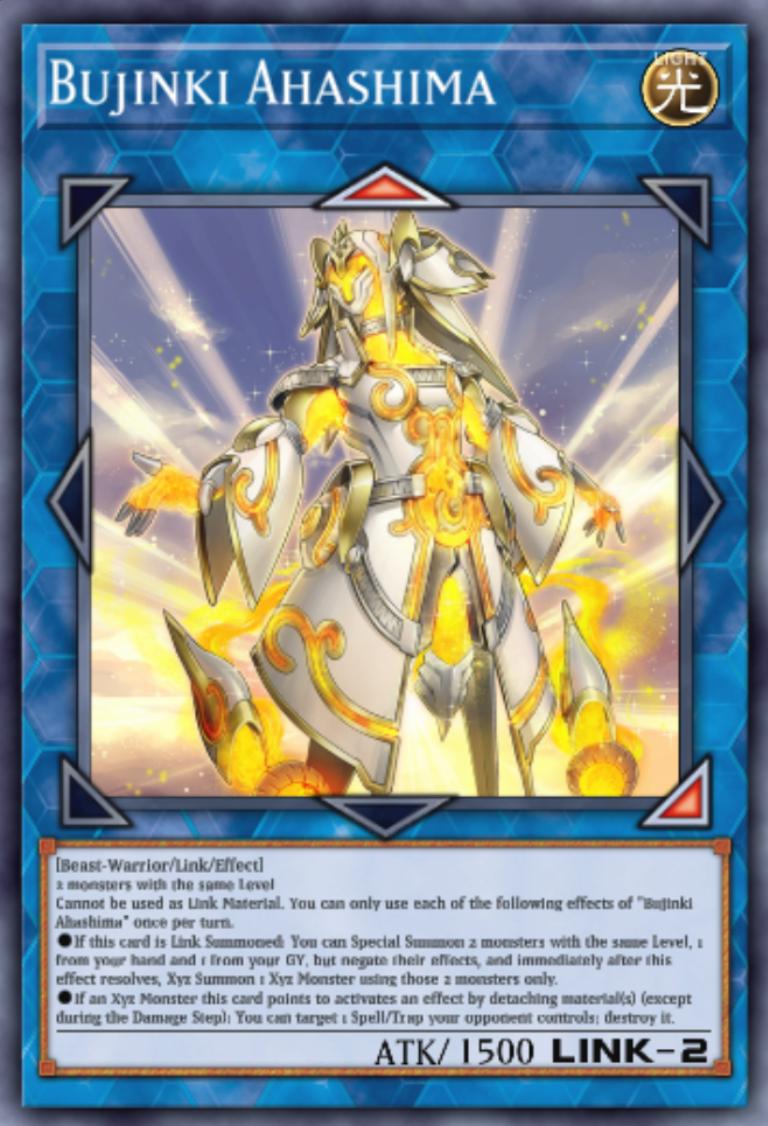 BUJINKI AHASHIMA
LIGHT
光
[Beast-Warrior/Link/Effect]
2 monsters with the same Level
Cannot be used as Link Material. You can only use each of the following effects of "Bujinki
Ahashima" once per turn.
●If this card is Link Summoned: You can Special Summon 2 monsters with the same Level, 1
from your hand and 1 from your GY, but negate their effects, and immediately after this
effect resolves, Xyz Summon 1 Xyz Monster using those 2 monsters only.
●If an Xyz Monster this card points to activates an effect by detaching material(s) (except
during the Damage Step): You can target 1 Spell/Trap your opponent controls; destroy it.
ATK/ 1500 LINK-2